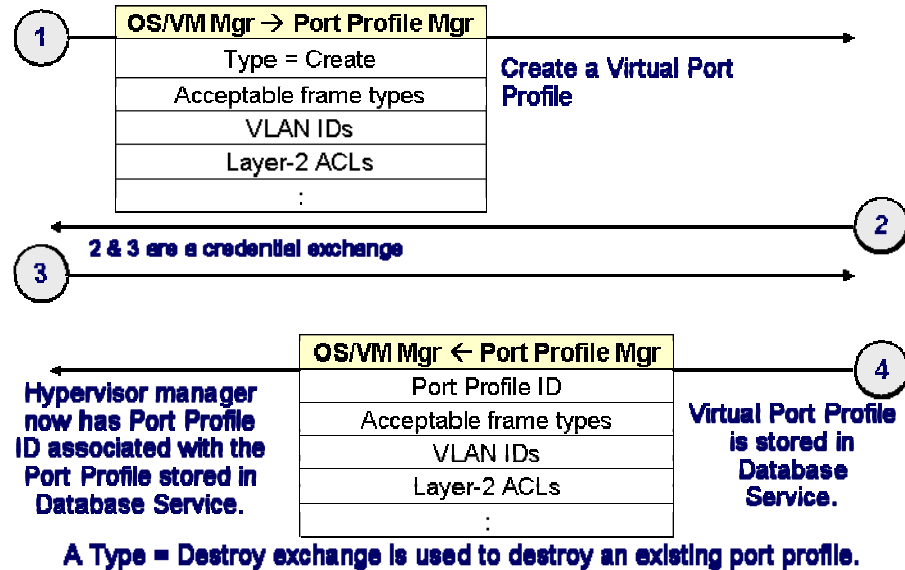 1
OS/VM Mgr → Port Profile Mgr
Type = Create
Acceptable frame types
VLAN IDs
Layer-2 ACLs
:
Create a Virtual Port
Profile
2
2 & 3 are a credential exchange
3
OS/VM Mgr ← Port Profile Mgr
Port Profile ID
Acceptable frame types
VLAN IDs
Layer-2 ACLs
:
4
Hypervisor manager
now has Port Profile
ID associated with the
Port Profile stored in
Database Service.
Virtual Port Profile
is stored in
Database
Service.
A Type = Destroy exchange is used to destroy an existing port profile.